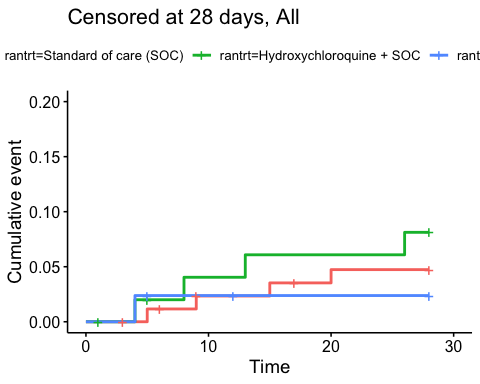 Censored at 28 days, All
rantrt=Standard of care (SOC) rantrt=Hydroxychloroquine + SOC rant
0.20
0.15
0.10
0.05
0.00
Cumulative event
0 10 20 30
Time